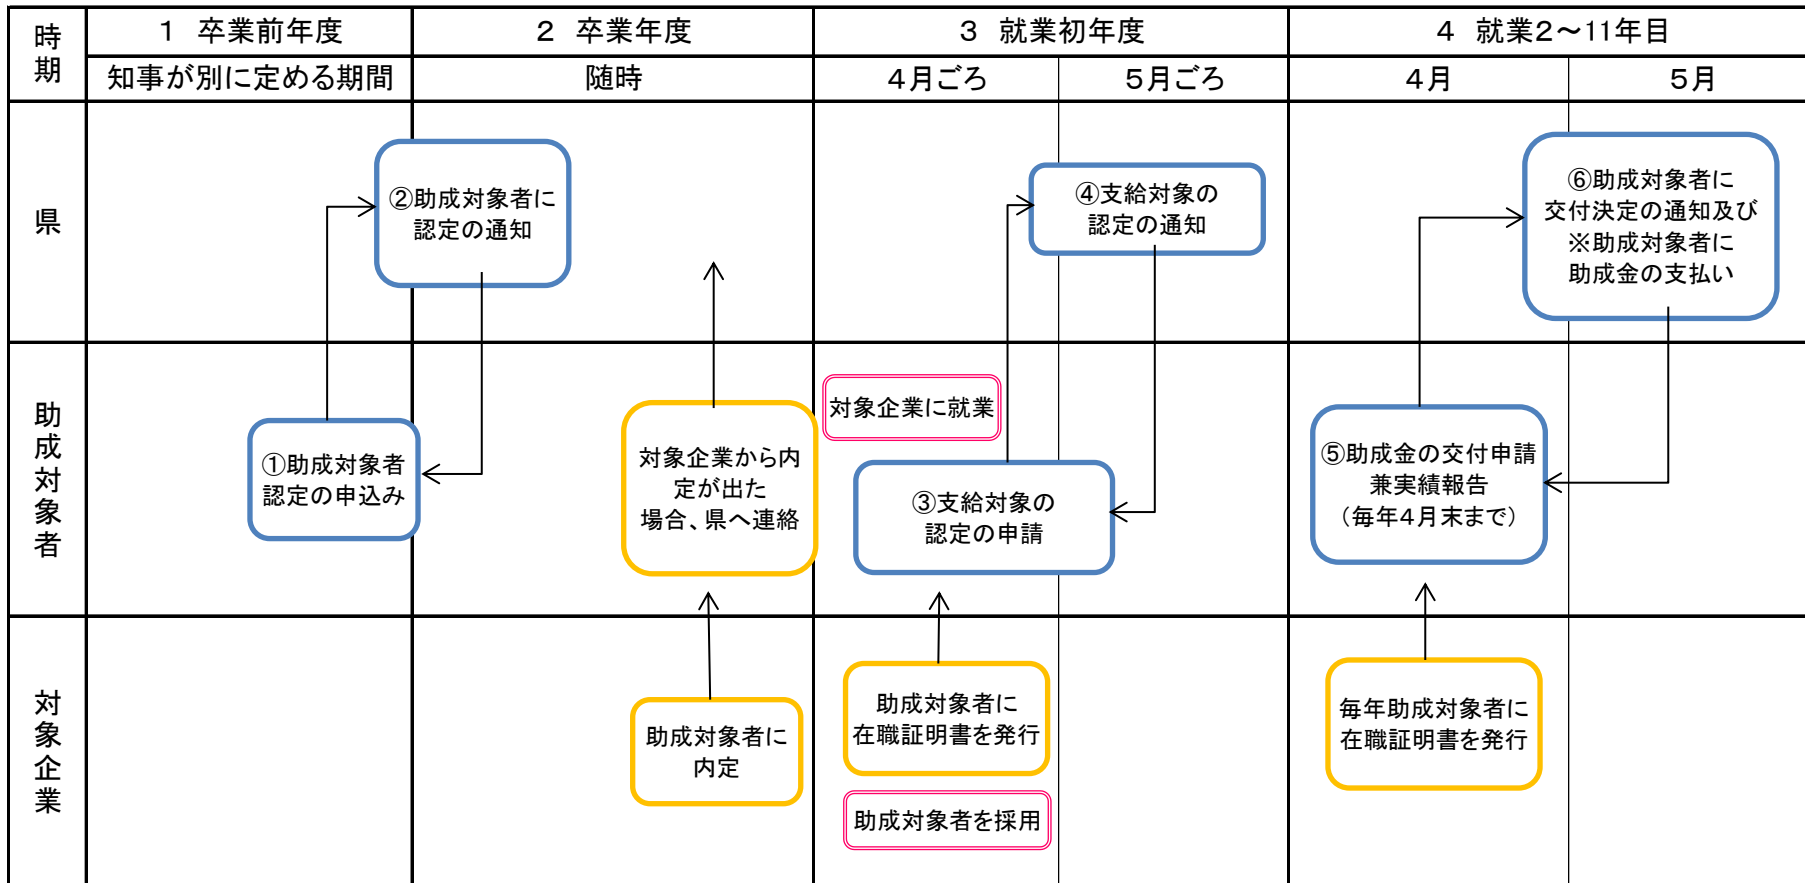 時期
1 卒業前年度
2 卒業年度
3 就業初年度
4 就業2～11年目
知事が別に定める期間
随時
4月ごろ
5月ごろ
4月
5月
県
②助成対象者に
認定の通知
④支給対象の
認定の通知
⑥助成対象者に
交付決定の通知及び
※助成対象者に
助成金の支払い
助成対象者
①助成対象者
認定の申込み
対象企業から内
定が出た
場合、県へ連絡
対象企業に就業
③支給対象の
認定の申請
⑤助成金の交付申請
兼実績報告
（毎年4月末まで）
対象企業
助成対象者に
内定
助成対象者に
在職証明書を発行
助成対象者を採用
毎年助成対象者に
在職証明書を発行